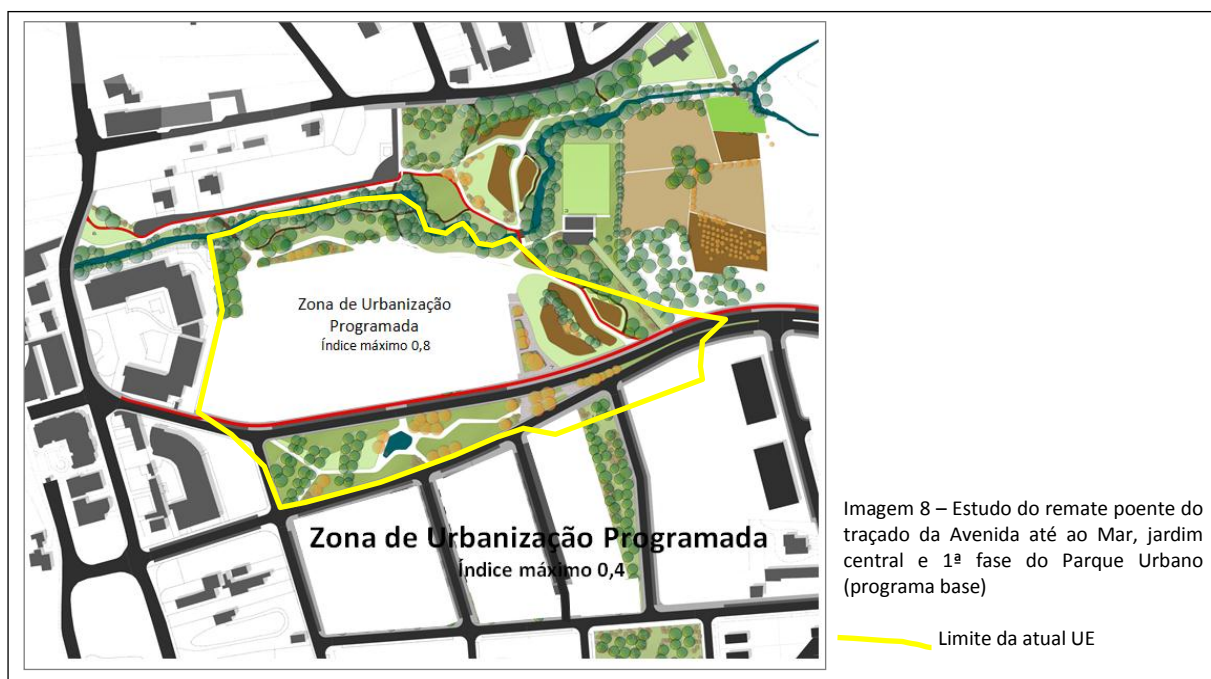 Zona de Urbanização
Programada
Índice máximo 0,8
Zona de Urbanização Programada
Índice máximo 0,4
Imagem 8 – Estudo do remate poente do
traçado da Avenida até ao Mar, jardim
central e 1ª fase do Parque Urbano
(programa base)
Limite da atual UE